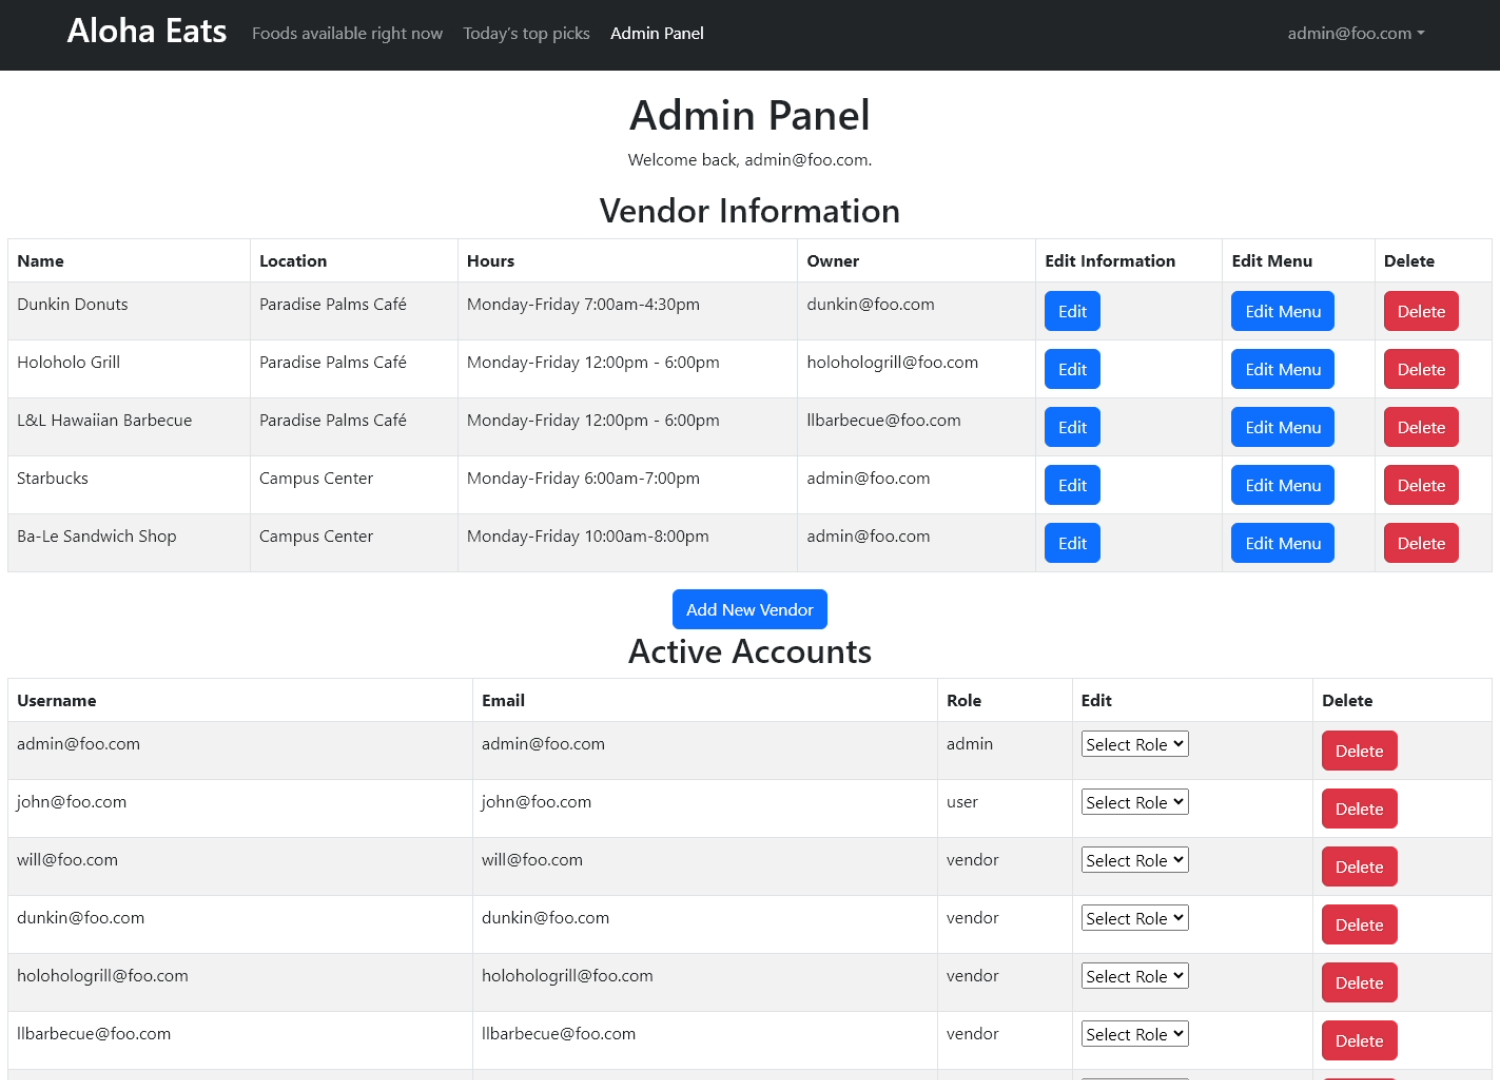 Aloha Eats Foods available right now Today's top picks Admin Panel admin@foo.com
Admin Panel
Welcome back, admin@foo.com.
Vendor Information
Name Location Hours Owner Edit Information Edit Menu Delete
Dunkin Donuts Paradise Palms Café Monday-Friday 7:00am-4:30pm dunkin@foo.com Edit Edit Menu Delete
Holoholo Grill Paradise Palms Café Monday-Friday 12:00pm - 6:00pm holohologrill@foo.com Edit Edit Menu Delete
L&L Hawaiian Barbecue Paradise Palms Café Monday-Friday 12:00pm - 6:00pm llbarbecue@foo.com Edit Edit Menu Delete
Starbucks Campus Center Monday-Friday 6:00am-7:00pm admin@foo.com Edit Edit Menu Delete
Ba-Le Sandwich Shop Campus Center Monday-Friday 10:00am-8:00pm admin@foo.com Edit Edit Menu Delete
Add New Vendor
Active Accounts
Username Email Role Edit Delete
admin@foo.com admin@foo.com admin Select Role Delete
john@foo.com john@foo.com user Select Role Delete
will@foo.com will@foo.com vendor Select Role Delete
dunkin@foo.com dunkin@foo.com vendor Select Role Delete
holohologrill@foo.com holohologrill@foo.com vendor Select Role Delete
llbarbecue@foo.com llbarbecue@foo.com vendor Select Role Delete